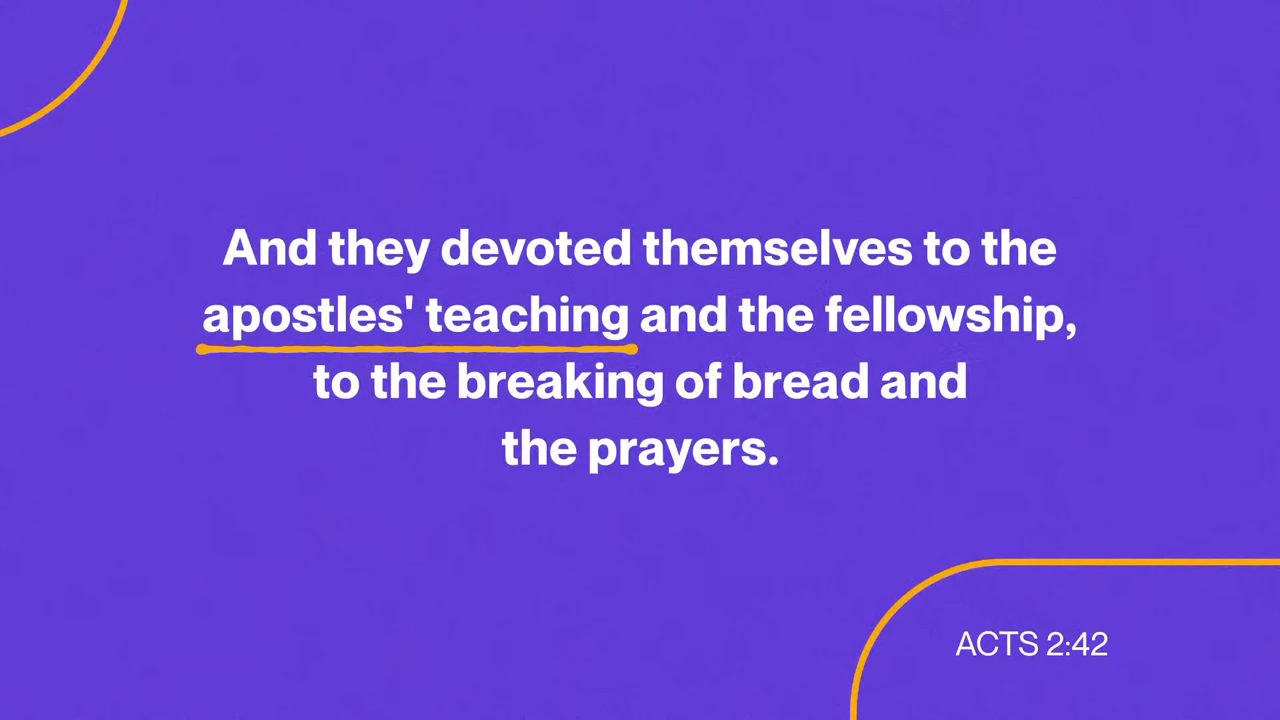 And they devoted themselves to the
apostles' teaching and the fellowship,
to the breaking of bread and
the prayers.
ACTS 2:42